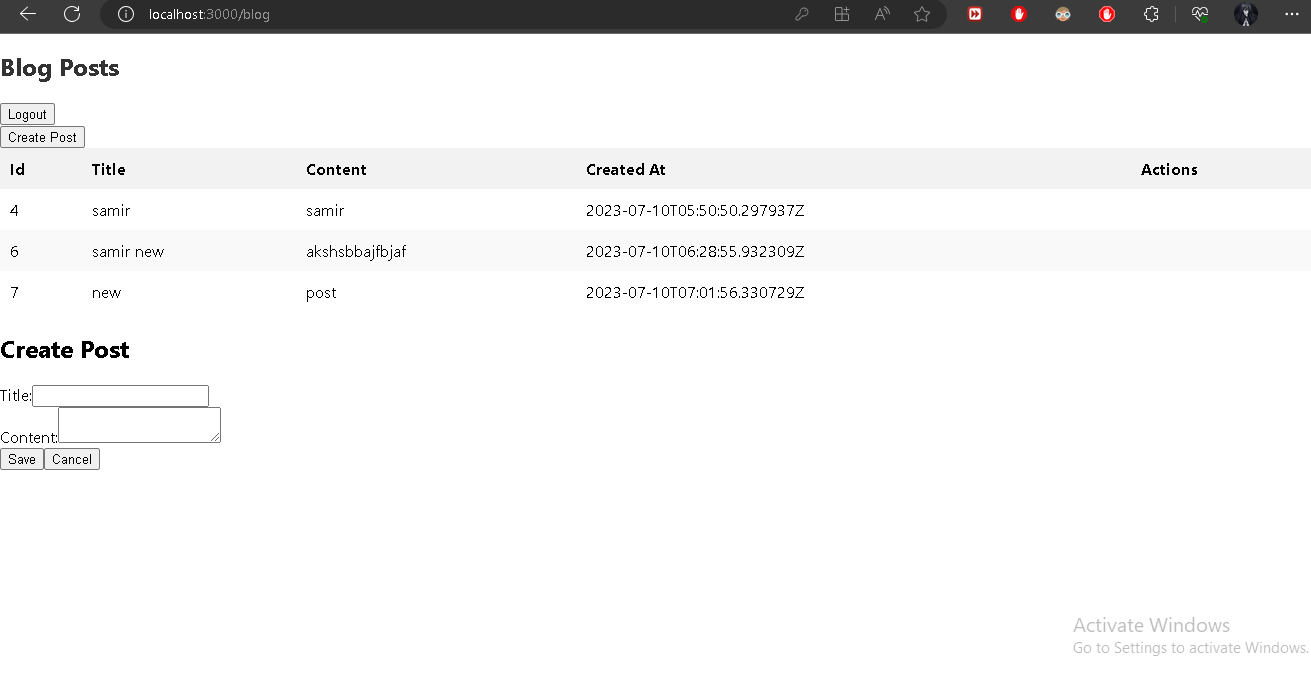 localhost:3000/blog
Blog Posts
Logout
Create Post
Id Title Content Created At Actions
4 samir samir 2023-07-10T05:50:50.297937Z
6 samir new akshsbbajfbjaf 2023-07-10T06:28:55.932309Z
7 new post 2023-07-10T07:01:56.330729Z
Create Post
Title:
Content:
Save Cancel
Activate Windows
Go to Settings to activate Windows.